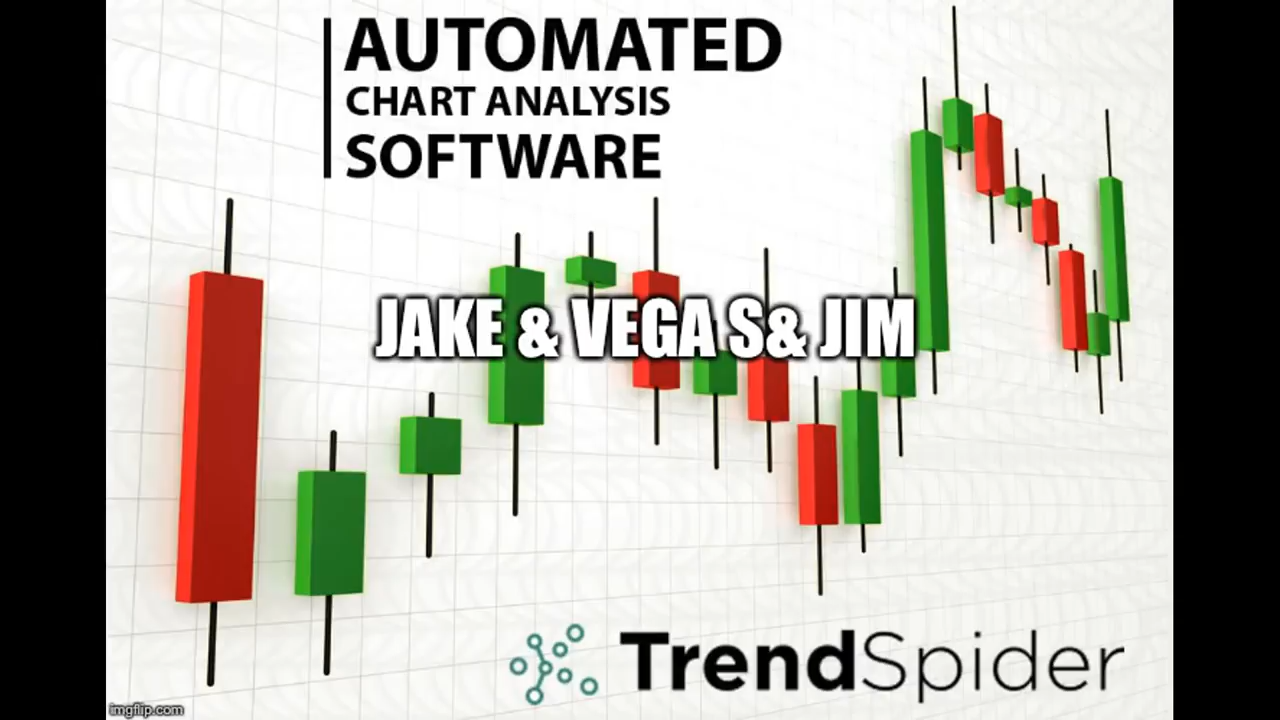 AUTOMATED
CHART ANALYSIS
SOFTWARE
JAKE & VEGA S& JIM
TrendSpider
imgflip.com